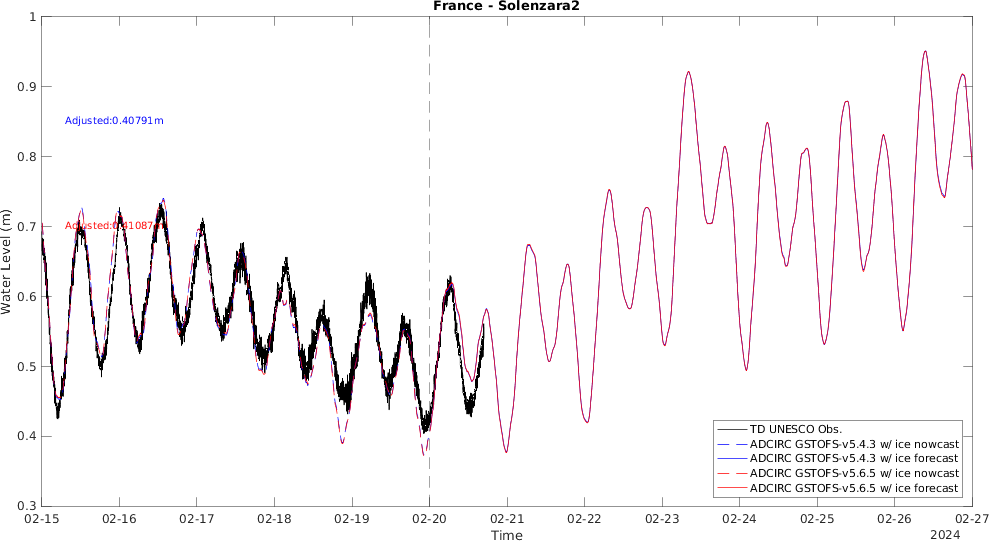 France - Solenzara2
Water Level (m)
1
0.9
0.8
0.7
0.6
0.5
0.4
0.3
Adjusted:0.40791m
Adjusted:0.41087m
TD UNESCO Obs.
ADCIRC GSTOFS-v5.4.3 w/ ice nowcast
ADCIRC GSTOFS-v5.4.3 w/ ice forecast
ADCIRC GSTOFS-v5.6.5 w/ ice nowcast
ADCIRC GSTOFS-v5.6.5 w/ ice forecast
02-15 02-16 02-17 02-18 02-19 02-20 02-21 02-22 02-23 02-24 02-25 02-26 02-27
Time
2024